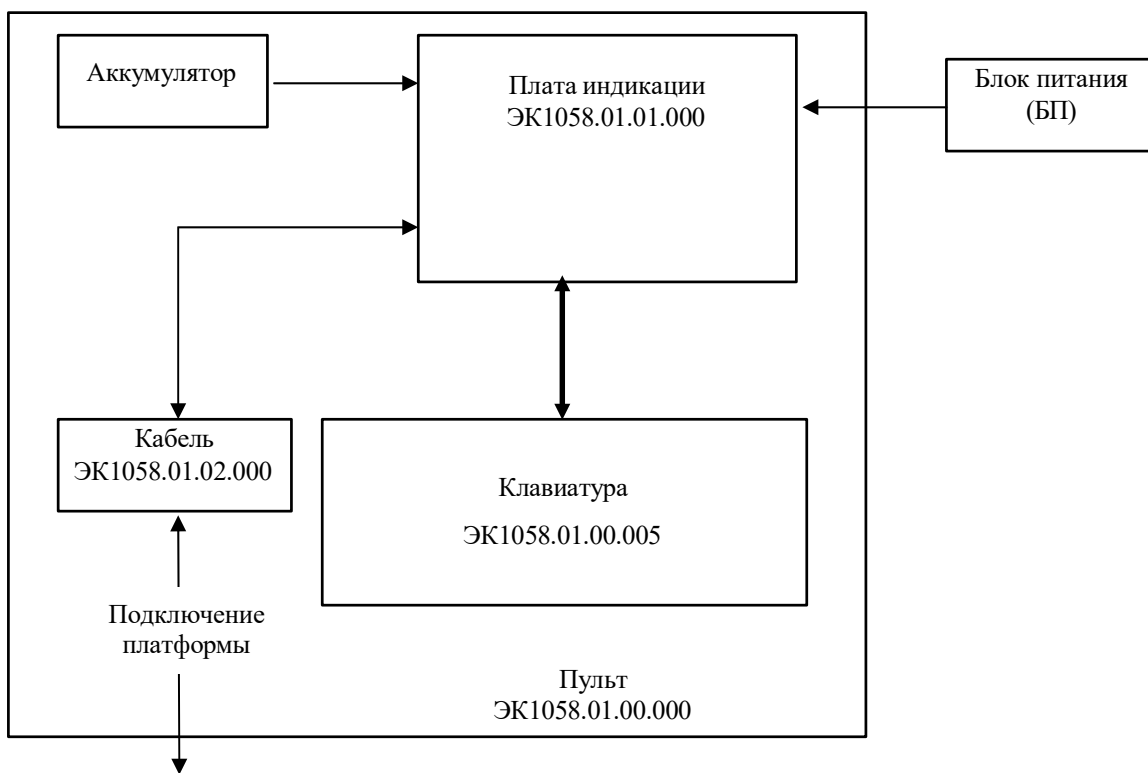 Аккумулятор
Плата индикации
ЭК1058.01.01.000
Блок питания
(БП)
Кабель
ЭК1058.01.02.000
Клавиатура
ЭК1058.01.00.005
Подключение
платформы
Пульт
ЭК1058.01.00.000